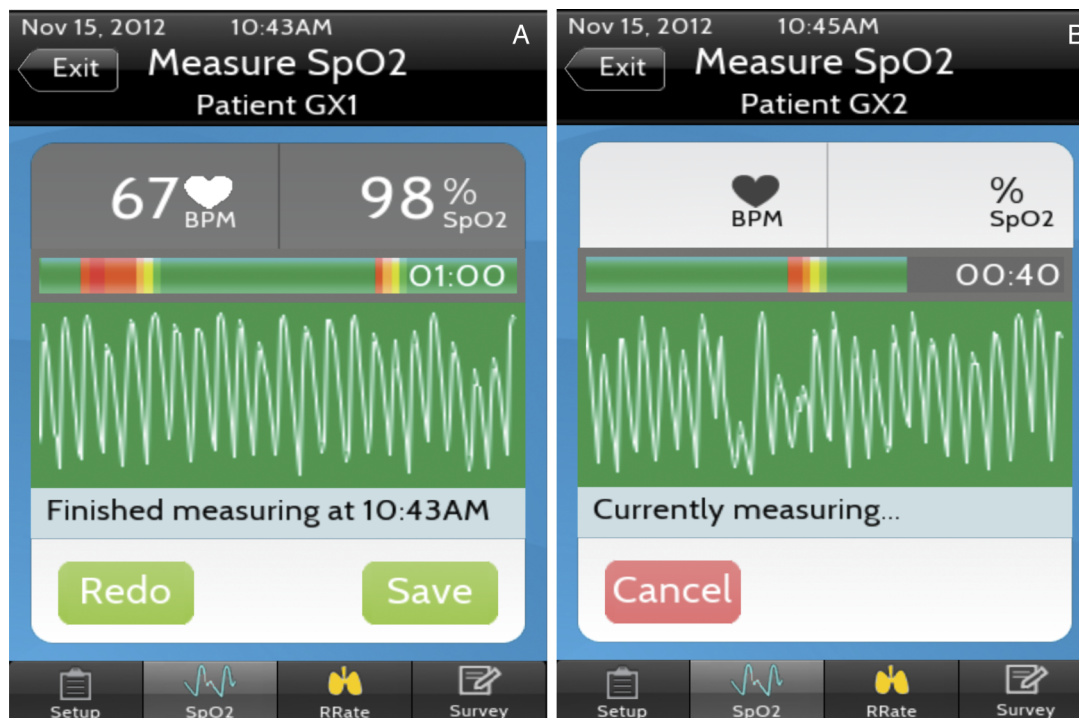 Nov 15, 2012 10:43AM
A
Exit
Measure SpO2
Patient GX1
67 BPM
98 % SpO2
01:00
Finished measuring at 10:43AM
Redo
Save
Setup
SpO2
RRate
Survey
Nov 15, 2012 10:45AM
B
Exit
Measure SpO2
Patient GX2
BPM
% SpO2
00:40
Currently measuring...
Cancel
Setup
SpO2
RRate
Survey